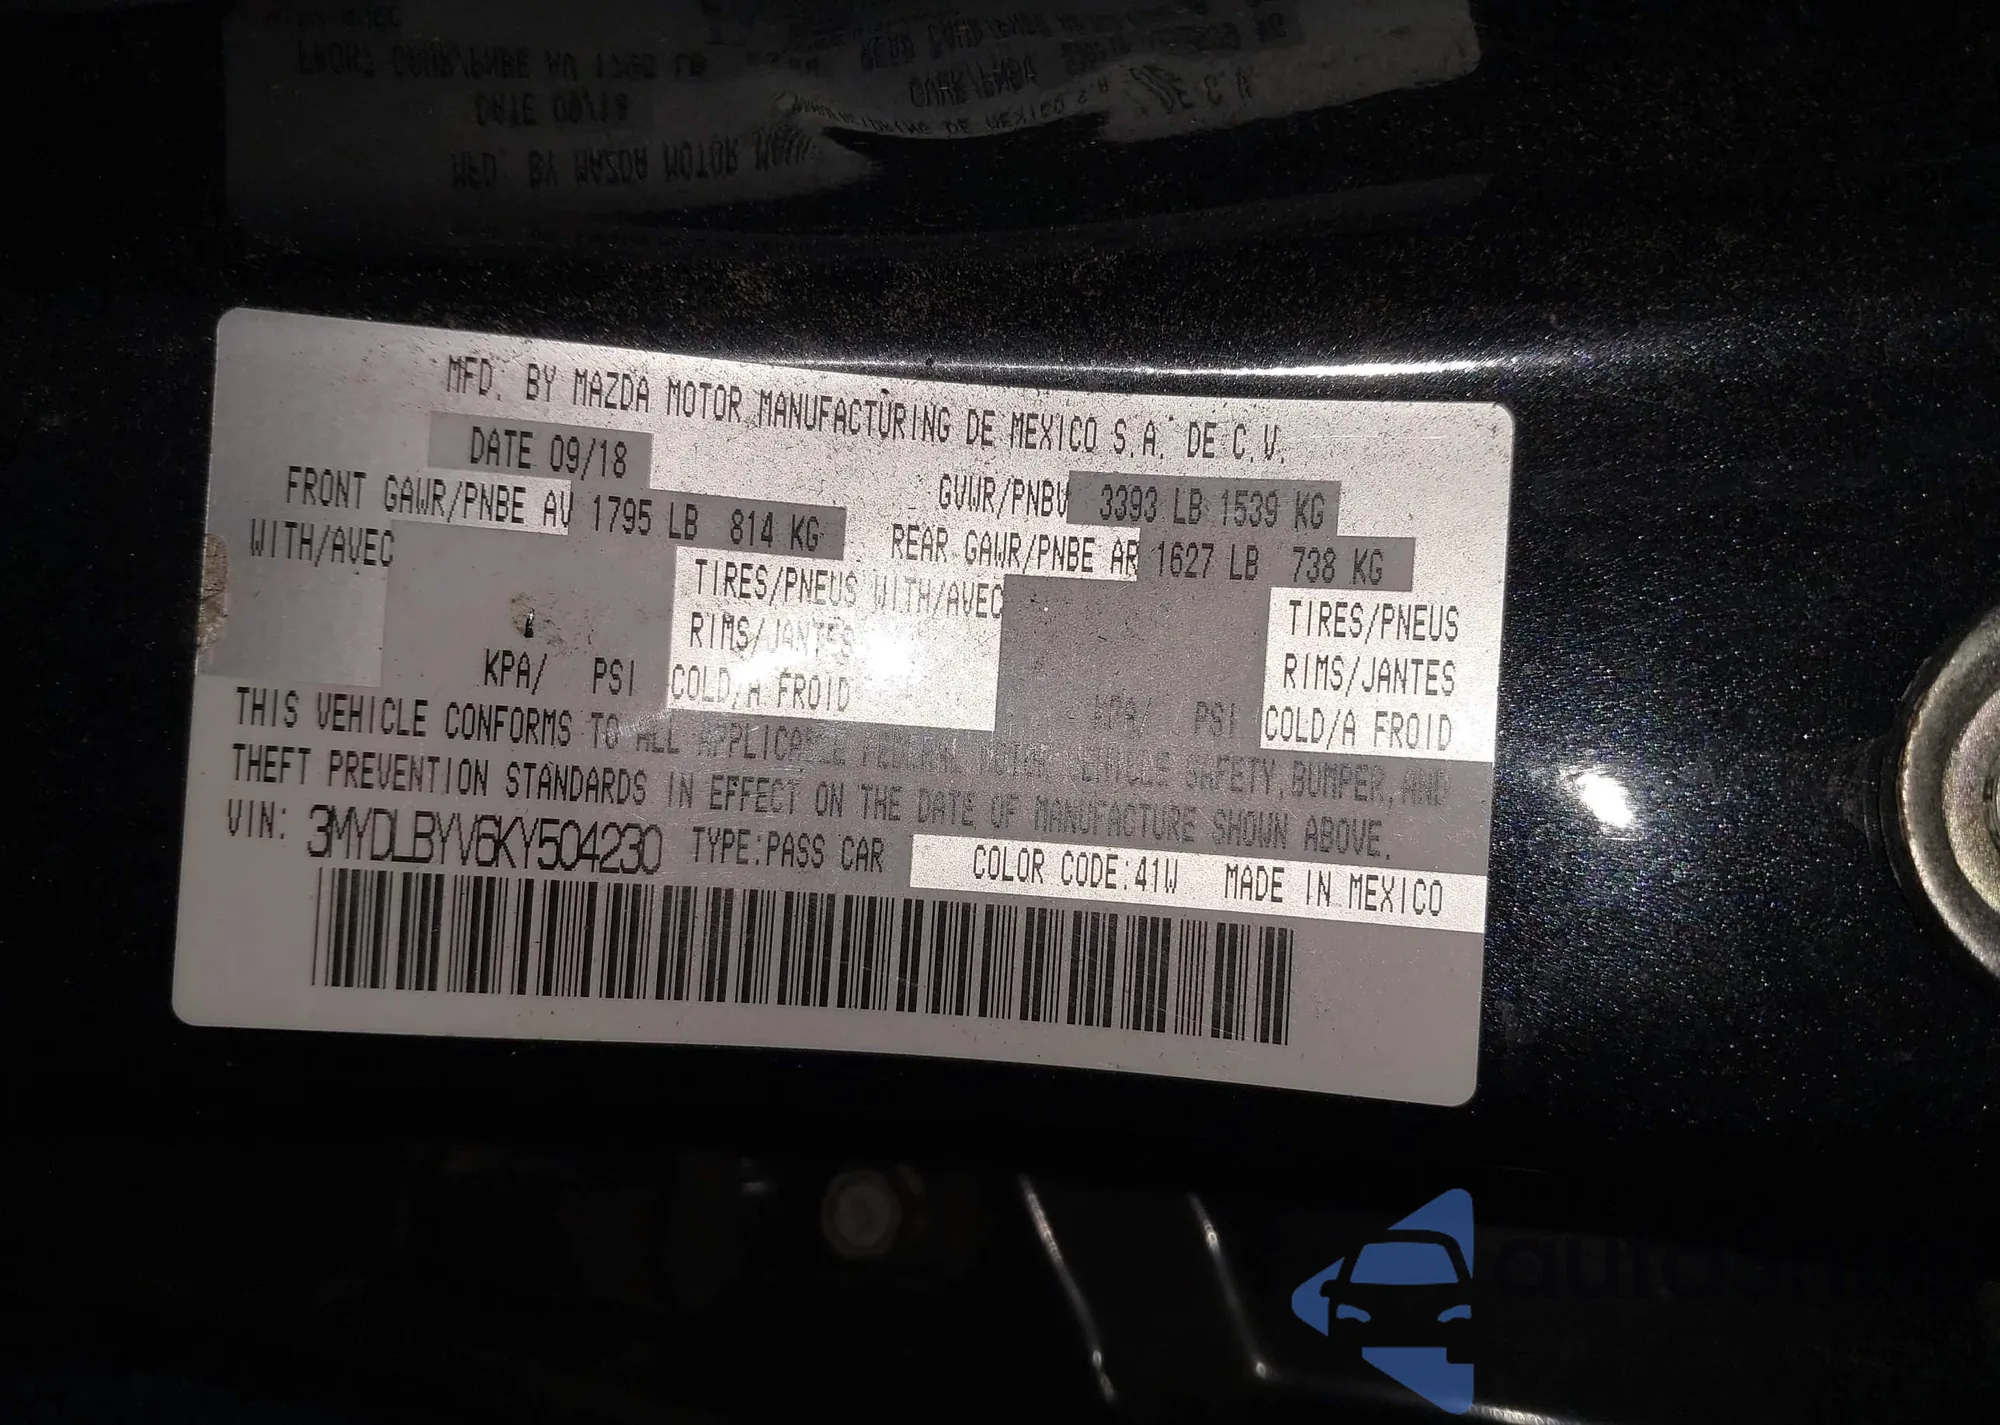 MFD. BY MAZDA MOTOR MANUFACTURING DE MEXICO S.A. DE C.V.
DATE 09/18
GVWR/PNBV 3393 LB 1539 KG
FRONT GAWR/PNBE AV 1795 LB 814 KG
REAR GAWR/PNBE AR 1627 LB 738 KG
WITH/AVEC TIRES/PNEUS WITH/AVEC TIRES/PNEUS
RIMS/JANTES RIMS/JANTES
KPA/ PSI COLD/A FROID KPA/ PSI COLD/A FROID
THIS VEHICLE CONFORMS TO ALL APPLICABLE FEDERAL MOTOR VEHICLE SAFETY, BUMPER, AND
THEFT PREVENTION STANDARDS IN EFFECT ON THE DATE OF MANUFACTURE SHOWN ABOVE.
VIN: 3MYDLBYV6KY504230 TYPE:PASS CAR COLOR CODE:41W MADE IN MEXICO